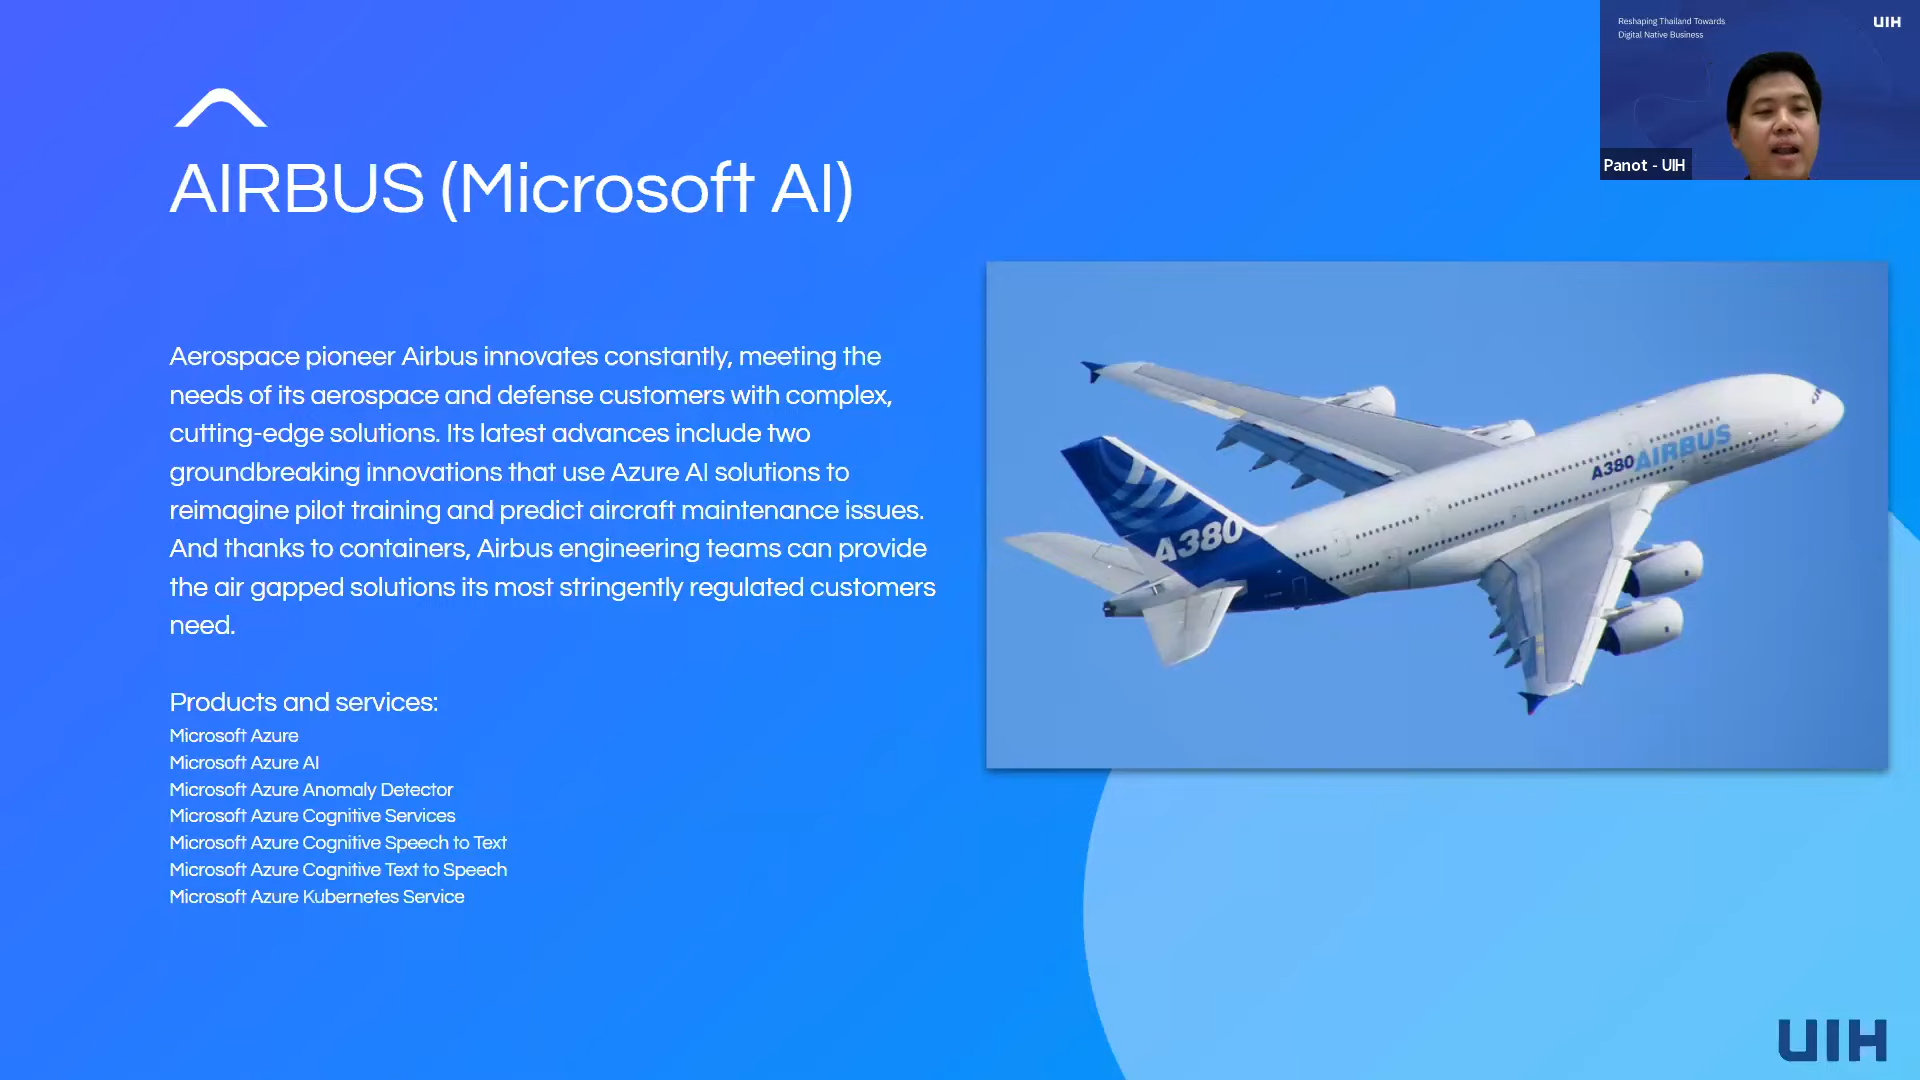 Reshaping Thailand Towards
Digital Native Business
UIH
Panot - UIH
AIRBUS (Microsoft AI)
Aerospace pioneer Airbus innovates constantly, meeting the
needs of its aerospace and defense customers with complex,
cutting-edge solutions. Its latest advances include two
groundbreaking innovations that use Azure AI solutions to
reimagine pilot training and predict aircraft maintenance issues.
And thanks to containers, Airbus engineering teams can provide
the air gapped solutions its most stringently regulated customers
need.
Products and services:
Microsoft Azure
Microsoft Azure AI
Microsoft Azure Anomaly Detector
Microsoft Azure Cognitive Services
Microsoft Azure Cognitive Speech to Text
Microsoft Azure Cognitive Text to Speech
Microsoft Azure Kubernetes Service
A380 AIRBUS
A380
UIH